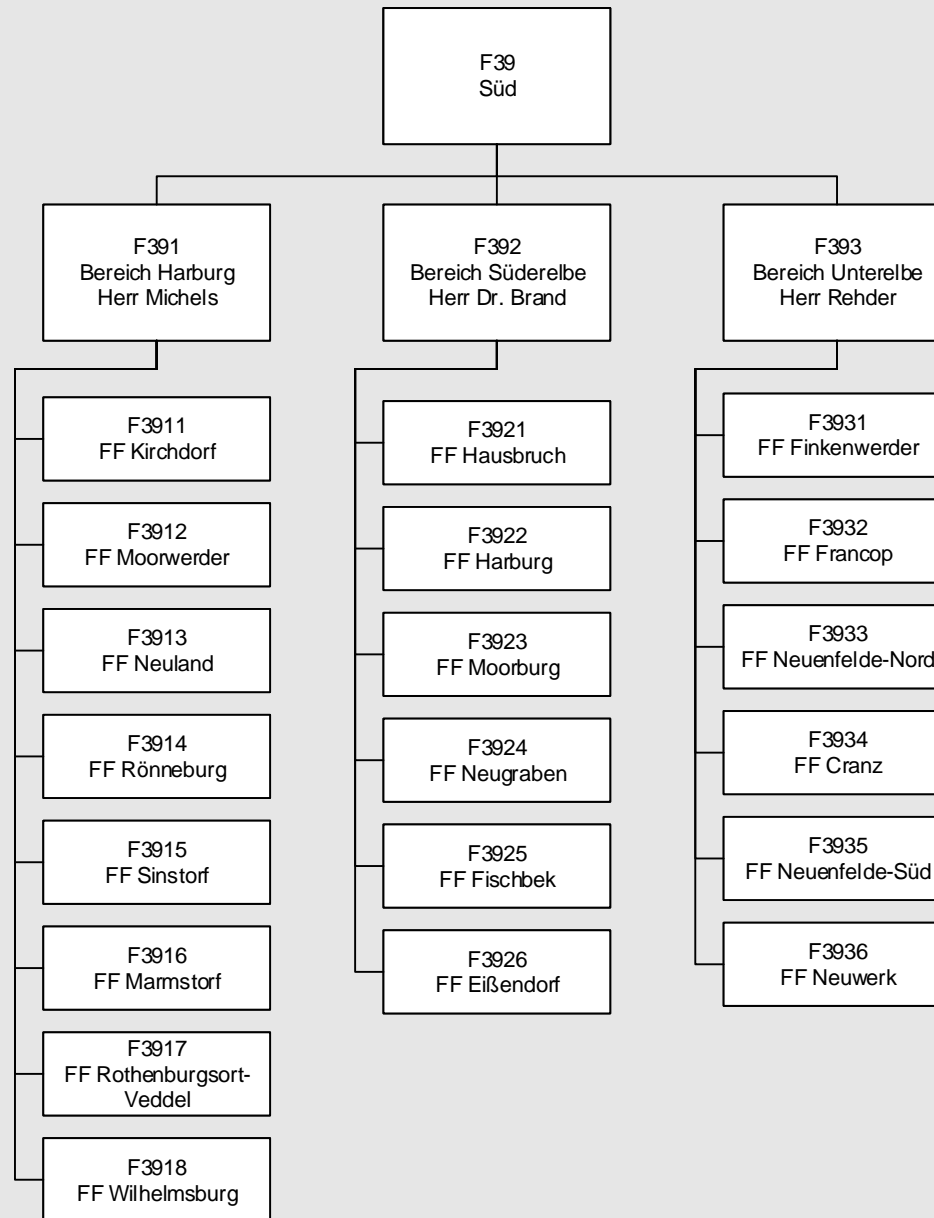 F39
Süd
F391
Bereich Harburg
Herr Michels
F392
Bereich Süderelbe
Herr Dr. Brand
F393
Bereich Unterelbe
Herr Rehder
F3911
FF Kirchdorf
F3912
FF Moorwerder
F3913
FF Neuland
F3914
FF Rönneburg
F3915
FF Sinstorf
F3916
FF Marmstorf
F3917
FF Rothenburgsort-
Veddel
F3918
FF Wilhelmsburg
F3921
FF Hausbruch
F3922
FF Harburg
F3923
FF Moorburg
F3924
FF Neugraben
F3925
FF Fischbek
F3926
FF Eißendorf
F3931
FF Finkenwerder
F3932
FF Francop
F3933
FF Neuenfelde-Nord
F3934
FF Cranz
F3935
FF Neuenfelde-Süd
F3936
FF Neuwerk